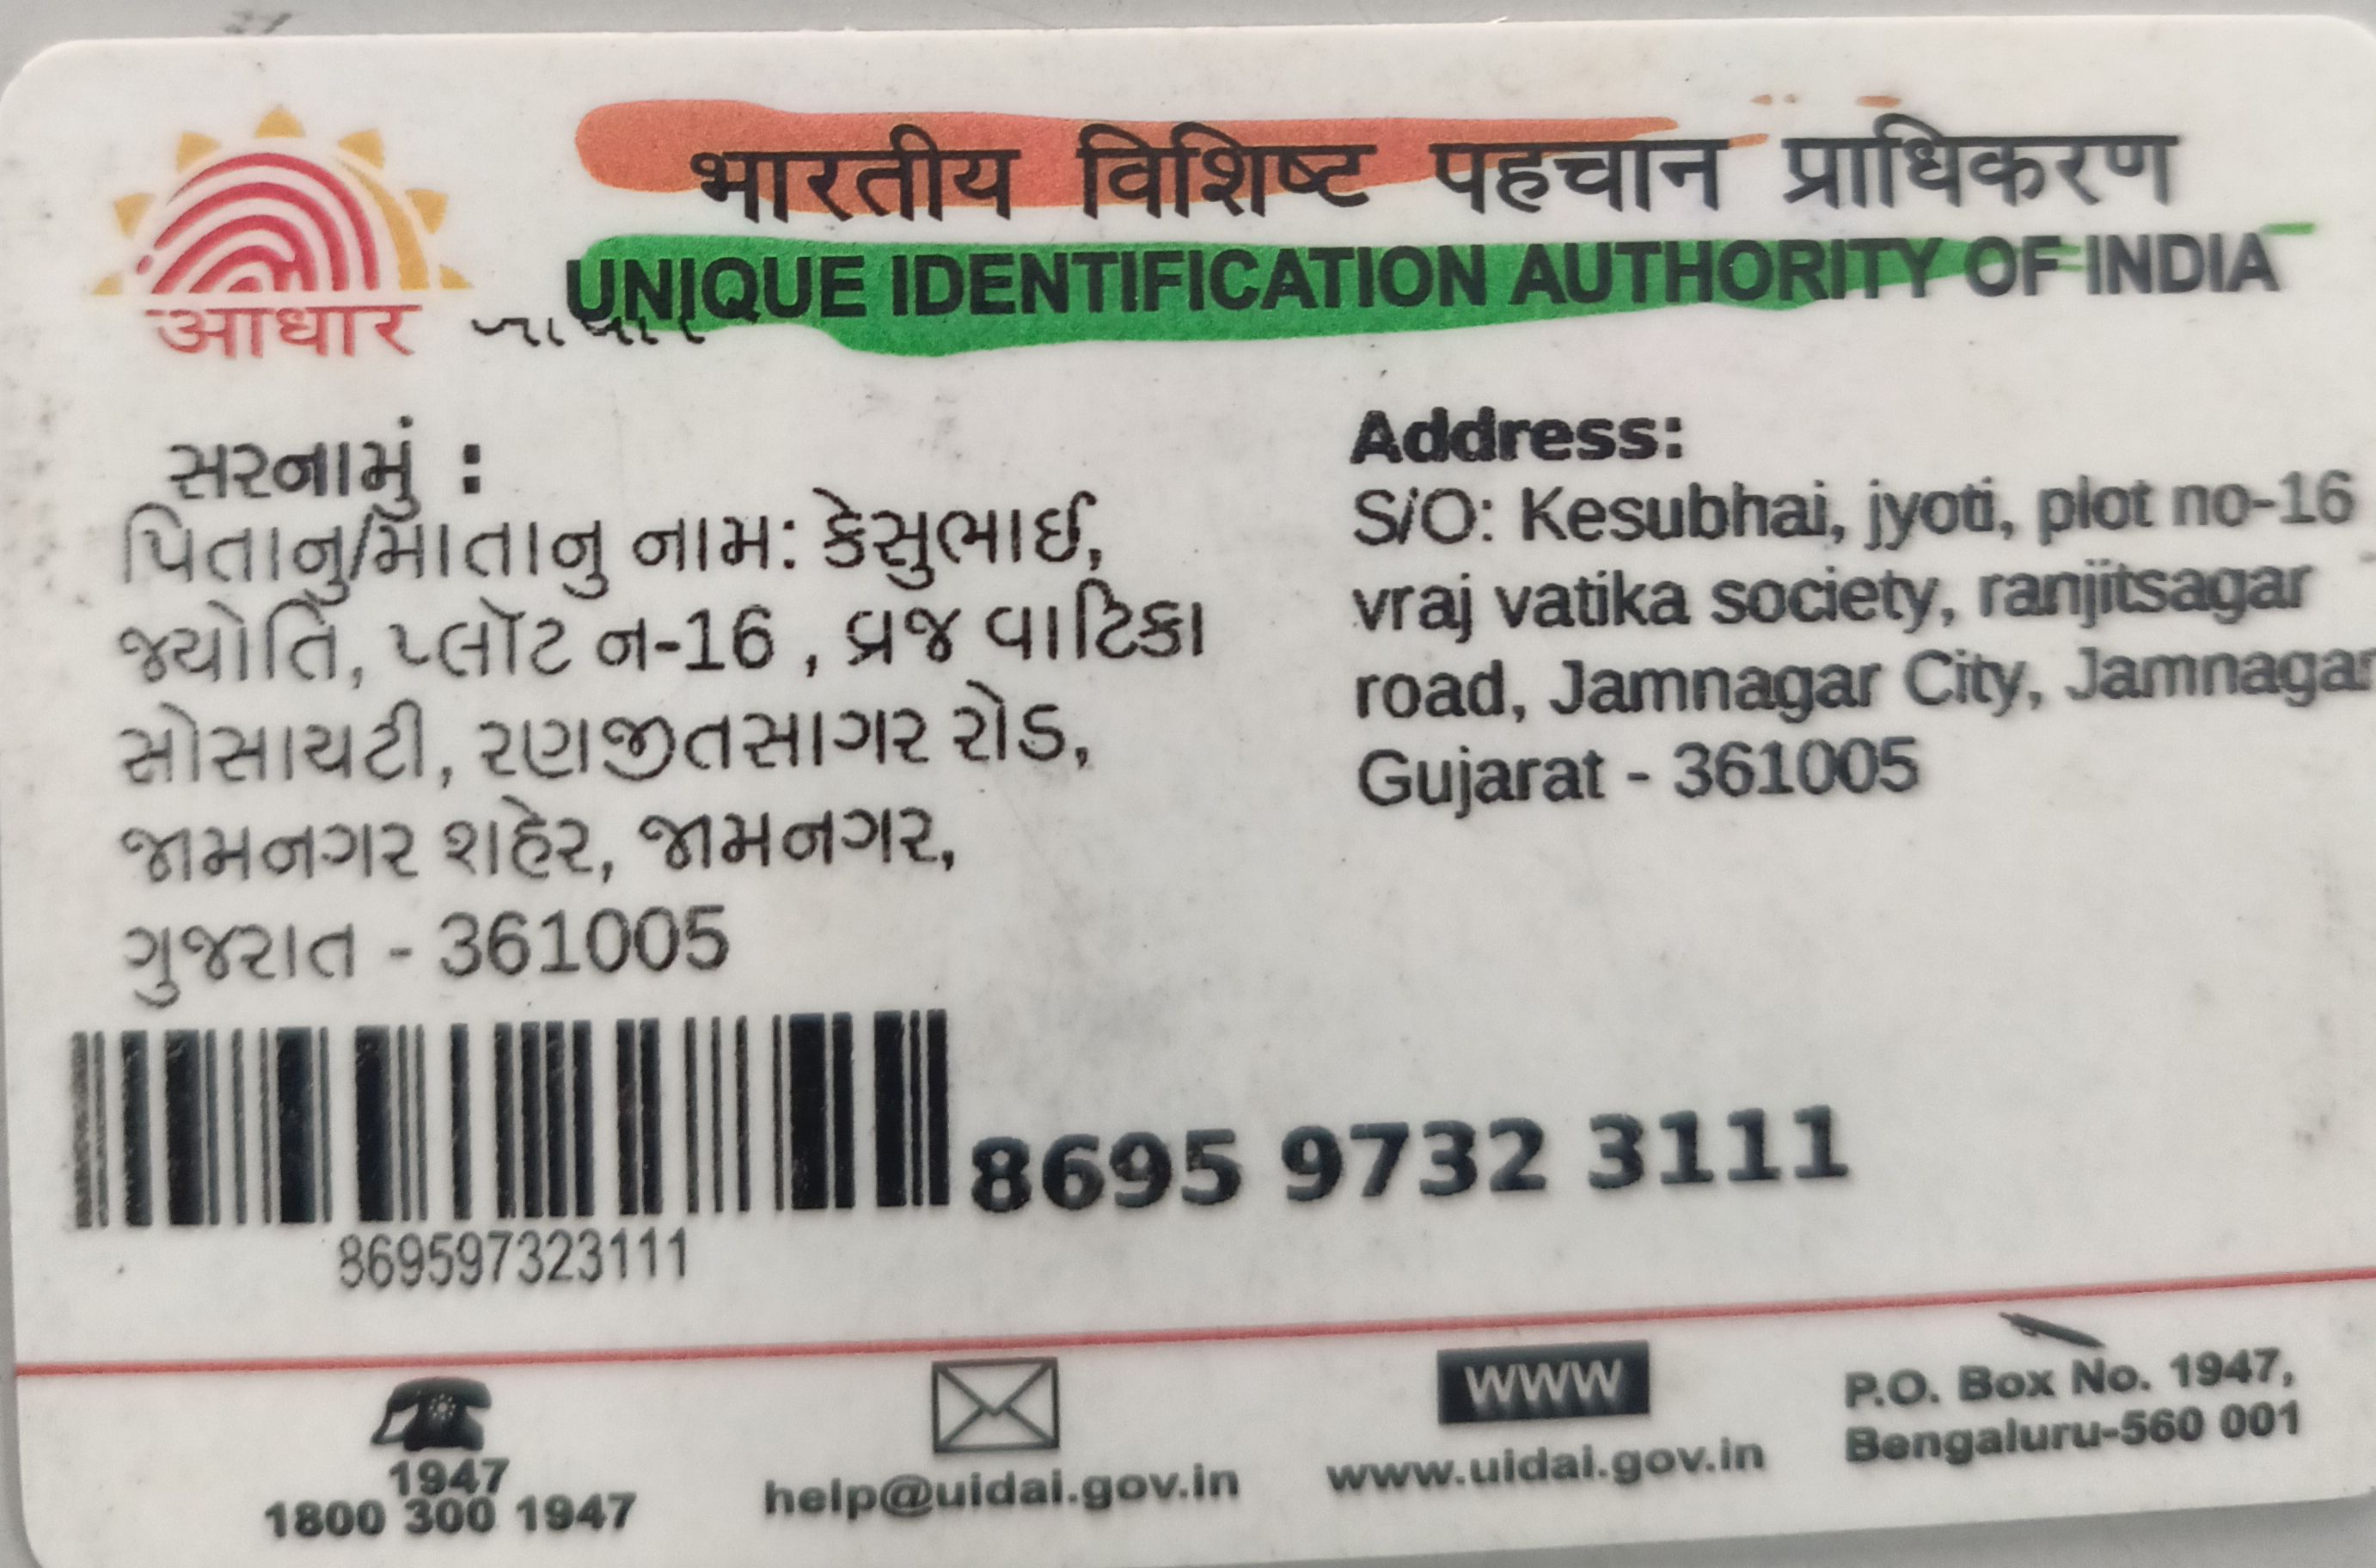 भारतीय विशिष्ट पहचान प्राधिकरण
UNIQUE IDENTIFICATION AUTHORITY OF INDIA
आधार
સરનામું :
પિતાનુ/માતાનુ નામ: કેસુભાઈ,
જ્યોતિ, પ્લૉટ ન-16 , વ્રજ વાટિકા
સોસાયટી, રણજીતસાગર રોડ,
જામનગર શહેર, જામનગર,
ગુજરાત - 361005
Address:
S/O: Kesubhai, jyoti, plot no-16
vraj vatika society, ranjitsagar
road, Jamnagar City, Jamnagar
Gujarat - 361005
8695 9732 3111
869597323111
1947
1800 300 1947
help@uidai.gov.in
www
www.uidai.gov.in
P.O. Box No. 1947,
Bengaluru-560 001